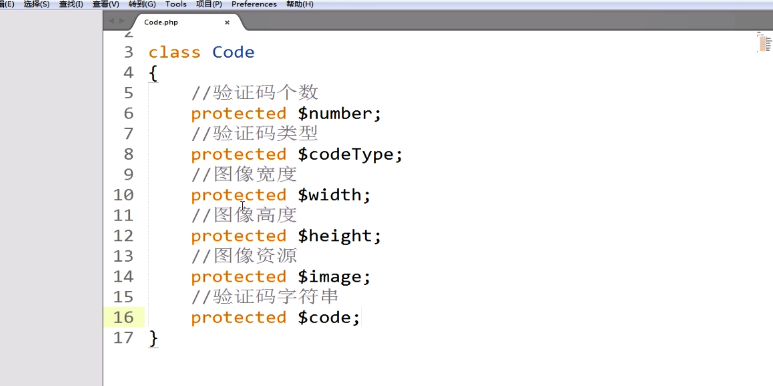 辑(E) 选择(S) 查找(I) 查看(V) 转到(G) Tools 项目(P) Preferences 帮助(H)
Code.php ×
2
3 class Code
4 {
5 //验证码个数
6 protected $number;
7 //验证码类型
8 protected $codeType;
9 //图像宽度
10 protected $width;
11 //图像高度
12 protected $height;
13 //图像资源
14 protected $image;
15 //验证码字符串
16 protected $code;
17 }